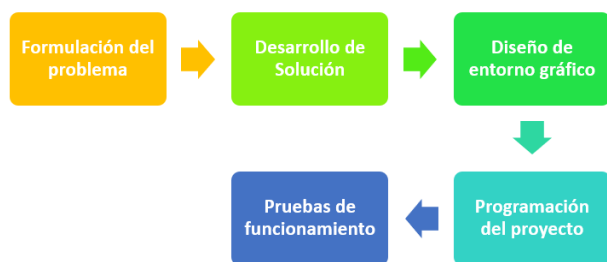 Formulación del
problema
Desarrollo de
Solución
Diseño de
entorno gráfico
Programación
del proyecto
Pruebas de
funcionamiento